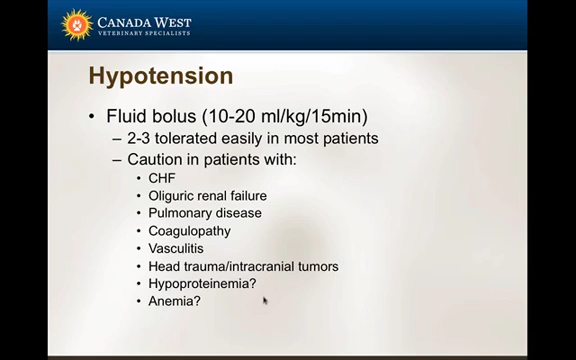 CANADA WEST
VETERINARY SPECIALISTS
Hypotension
• Fluid bolus (10-20 ml/kg/15min)
– 2-3 tolerated easily in most patients
– Caution in patients with:
• CHF
• Oliguric renal failure
• Pulmonary disease
• Coagulopathy
• Vasculitis
• Head trauma/intracranial tumors
• Hypoproteinemia?
• Anemia?